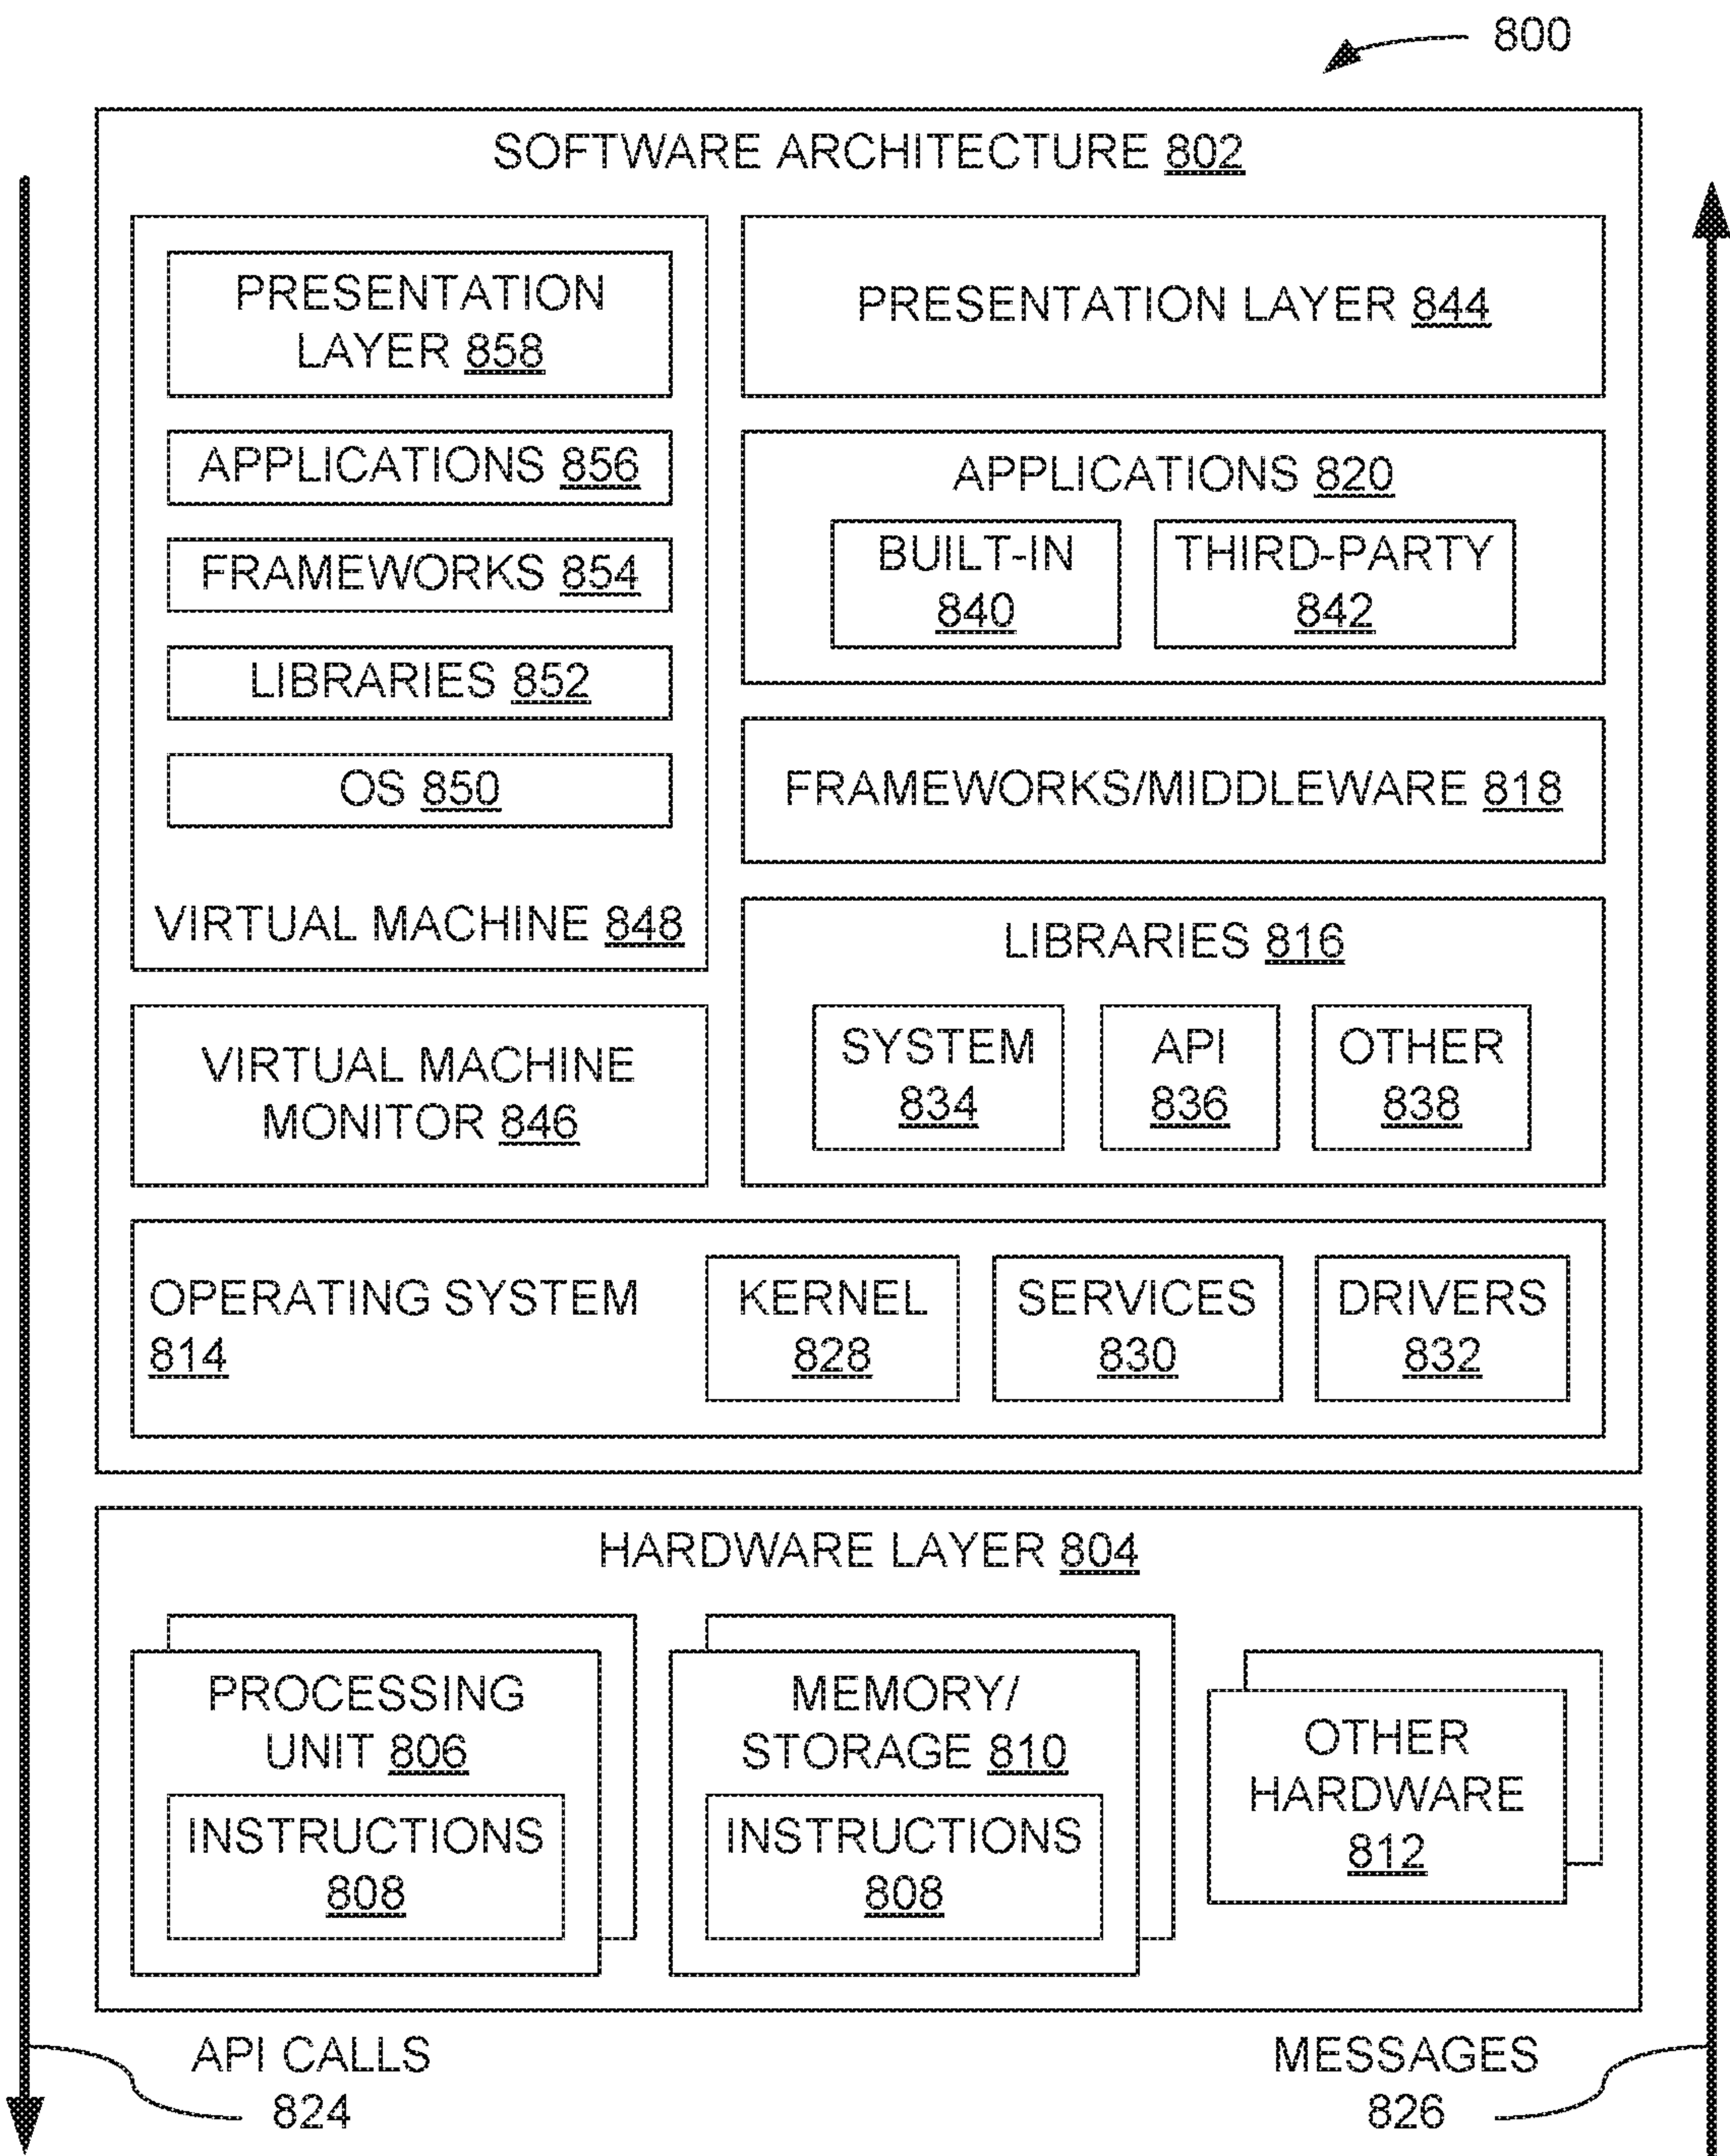 800
SOFTWARE ARCHITECTURE 802
PRESENTATION
LAYER 858
APPLICATIONS 856
FRAMEWORKS 854
LIBRARIES 852
OS 850
VIRTUAL MACHINE 848
VIRTUAL MACHINE
MONITOR 846
PRESENTATION LAYER 844
APPLICATIONS 820
BUILT-IN
840
THIRD-PARTY
842
FRAMEWORKS/MIDDLEWARE 818
LIBRARIES 816
SYSTEM
834
API
836
OTHER
838
OPERATING SYSTEM
814
KERNEL
828
SERVICES
830
DRIVERS
832
HARDWARE LAYER 804
PROCESSING
UNIT 806
INSTRUCTIONS
808
MEMORY/
STORAGE 810
INSTRUCTIONS
808
OTHER
HARDWARE
812
API CALLS
824
MESSAGES
826